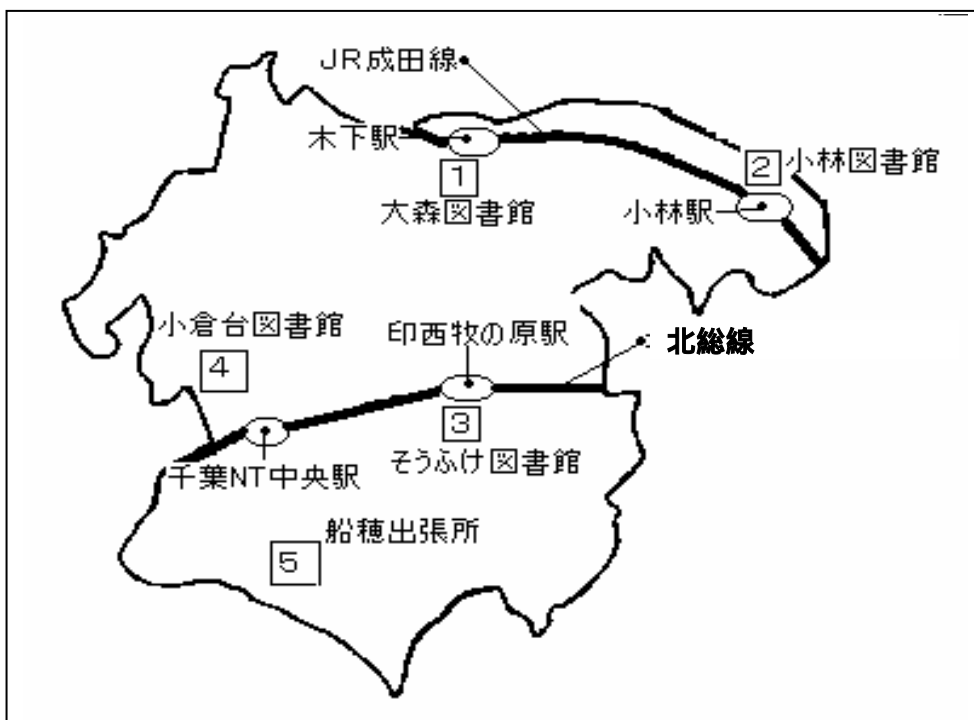 JR成田線
木下駅
1
大森図書館
2
小林図書館
小林駅
小倉台図書館
4
印西牧の原駅
北総線
3
そうふけ図書館
千葉NT中央駅
船穂出張所
5